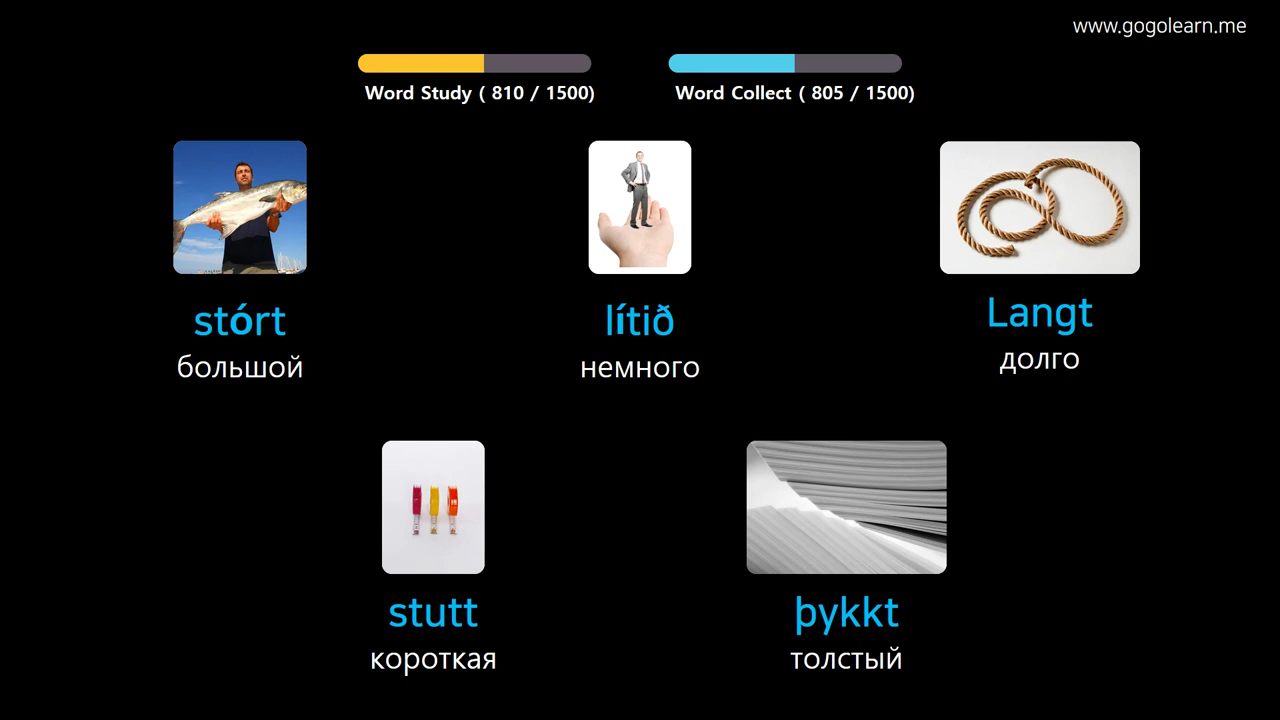 www.gogolearn.me
Word Study ( 810 / 1500)
Word Collect ( 805 / 1500)
stórt
большой
lítið
немного
Langt
долго
stutt
короткая
þykkt
толстый